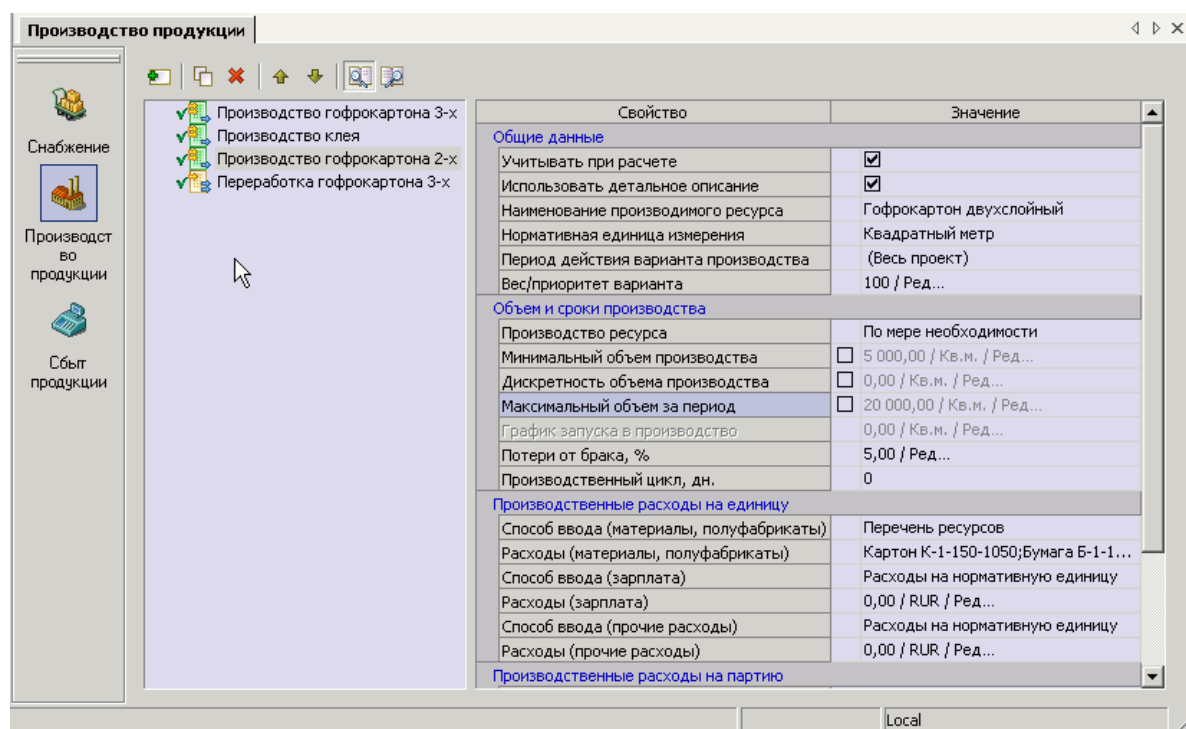 Производство продукции
Снабжение
Производст
во
продукции
Сбыт
продукции
Производство гофрокартона 3-х
Производство клея
Производство гофрокартона 2-х
Переработка гофрокартона 3-х
Свойство Значение
Общие данные
Учитывать при расчете
Использовать детальное описание
Наименование производимого ресурса Гофрокартон двухслойный
Нормативная единица измерения Квадратный метр
Период действия варианта производства (Весь проект)
Вес/приоритет варианта 100 / Ред...
Объем и сроки производства
Производство ресурса По мере необходимости
Минимальный объем производства 5 000,00 / Кв.м. / Ред...
Дискретность объема производства 0,00 / Кв.м. / Ред...
Максимальный объем за период 20 000,00 / Кв.м. / Ред...
График запуска в производство 0,00 / Кв.м. / Ред...
Потери от брака, % 5,00 / Ред...
Производственный цикл, дн. 0
Производственные расходы на единицу
Способ ввода (материалы, полуфабрикаты) Перечень ресурсов
Расходы (материалы, полуфабрикаты) Картон К-1-150-1050;Бумага Б-1-1...
Способ ввода (зарплата) Расходы на нормативную единицу
Расходы (зарплата) 0,00 / RUR / Ред...
Способ ввода (прочие расходы) Расходы на нормативную единицу
Расходы (прочие расходы) 0,00 / RUR / Ред...
Производственные расходы на партию
Local